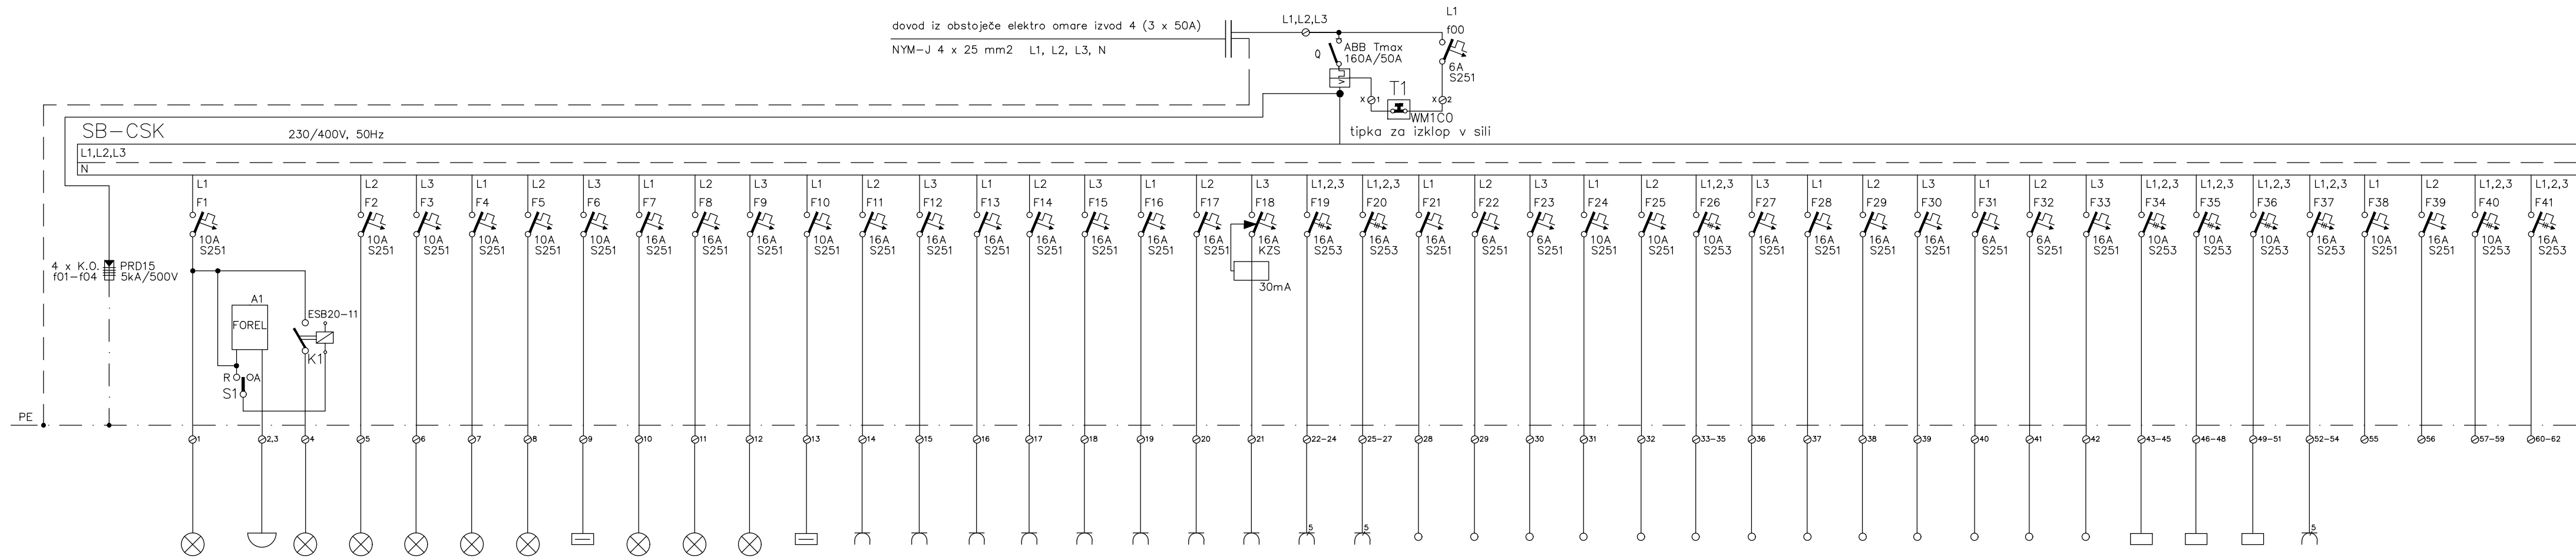 dovod iz obstoječe elektro omare izvod 4 (3 x 50A)
NYM-J 4 x 25 mm2 L1, L2, L3, N
L1,L2,L3
L1
f00
Q
ABB Tmax
160A/50A
6A
S251
T1
x 1
x 2
WM1C0
tipka za izklop v sili
SB-CSK
230/400V, 50Hz
L1,L2,L3
N
L1 L2 L3 L1 L2 L3 L1 L2 L3 L1 L2 L3 L1 L2 L3 L1 L2 L3 L1,2,3 L1,2,3 L1 L2 L3 L1 L2 L1,2,3 L3 L1 L2 L3 L1 L2 L3 L1,2,3 L1,2,3 L1,2,3 L1,2,3 L1 L2 L1,2,3 L1,2,3
F1 F2 F3 F4 F5 F6 F7 F8 F9 F10 F11 F12 F13 F14 F15 F16 F17 F18 F19 F20 F21 F22 F23 F24 F25 F26 F27 F28 F29 F30 F31 F32 F33 F34 F35 F36 F37 F38 F39 F40 F41
10A 10A 10A 10A 10A 10A 16A 16A 16A 10A 16A 16A 16A 16A 16A 16A 16A 16A 16A 16A 16A 6A 6A 10A 10A 10A 16A 16A 16A 16A 6A 6A 16A 10A 10A 10A 16A 10A 16A 10A 16A
S251 S251 S251 S251 S251 S251 S251 S251 S251 S251 S251 S251 S251 S251 S251 S251 S251 KZS S253 S253 S251 S251 S251 S251 S251 S253 S251 S251 S251 S251 S251 S251 S251 S253 S253 S253 S253 S251 S251 S253 S253
S251
4 x K.O. PRD15
f01-f04 5kA/500V
30mA
A1
FOREL
ESB20-11
K1
R OA
S1
PE
1 2,3 4 5 6 7 8 9 10 11 12 13 14 15 16 17 18 19 20 21 22-24 25-27 28 29 30 31 32 33-35 36 37 38 39 40 41 42 43-45 46-48 49-51 52-54 55 56 57-59 60-62
5 5 5